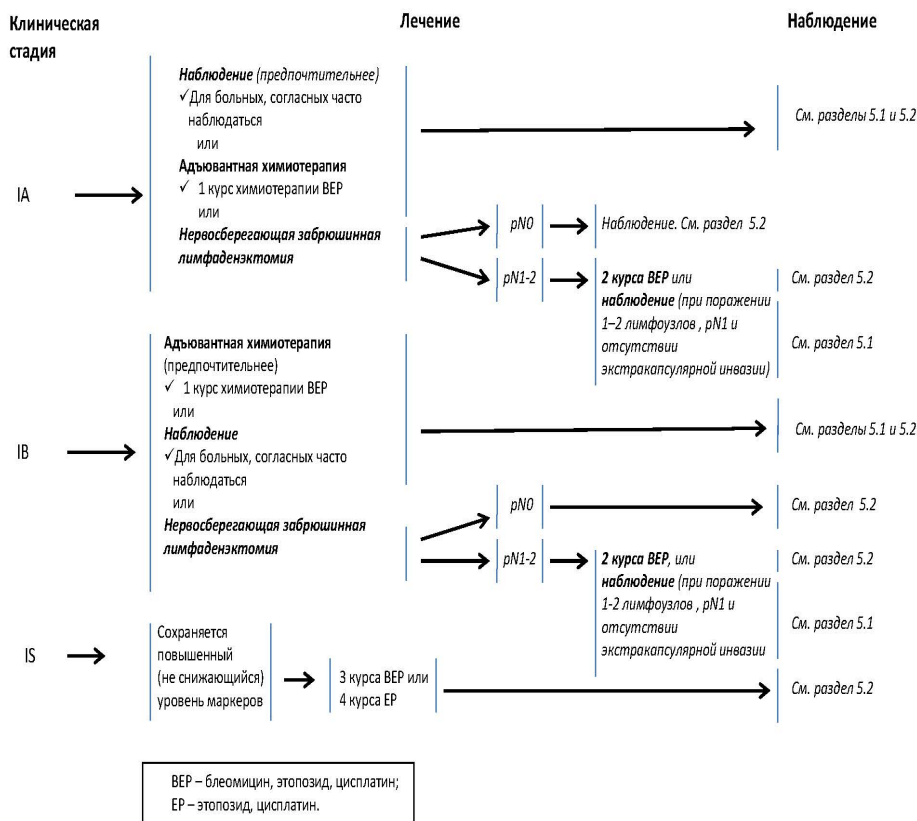 Клиническая
стадия
Лечение
Наблюдение
IA
Наблюдение (предпочтительнее)
✓Для больных, согласных часто
наблюдаться
или
Адъювантная химиотерапия
✓ 1 курс химиотерапии BEP
или
Нервосберегающая забрюшинная
лимфаденэктомия
См. разделы 5.1 и 5.2
pN0
Наблюдение. См. раздел 5.2
pN1-2
2 курса BEP или
наблюдение (при поражении
1–2 лимфоузлов , pN1 и
отсутствии
экстракапсулярной инвазии)
См. раздел 5.2
См. раздел 5.1
IB
Адъювантная химиотерапия
(предпочтительнее)
✓ 1 курс химиотерапии BEP
или
Наблюдение
✓Для больных, согласных часто
наблюдаться
или
Нервосберегающая забрюшинная
лимфаденэктомия
См. разделы 5.1 и 5.2
pN0
См. раздел 5.2
pN1-2
2 курса BEP, или
наблюдение (при поражении
1-2 лимфоузлов , pN1 и
отсутствии
экстракапсулярной инвазии
См. раздел 5.2
См. раздел 5.1
IS
Сохраняется
повышенный
(не снижающийся)
уровень маркеров
3 курса BEP или
4 курса EP
См. раздел 5.2
BEP – блеомицин, этопозид, цисплатин;
EP – этопозид, цисплатин.